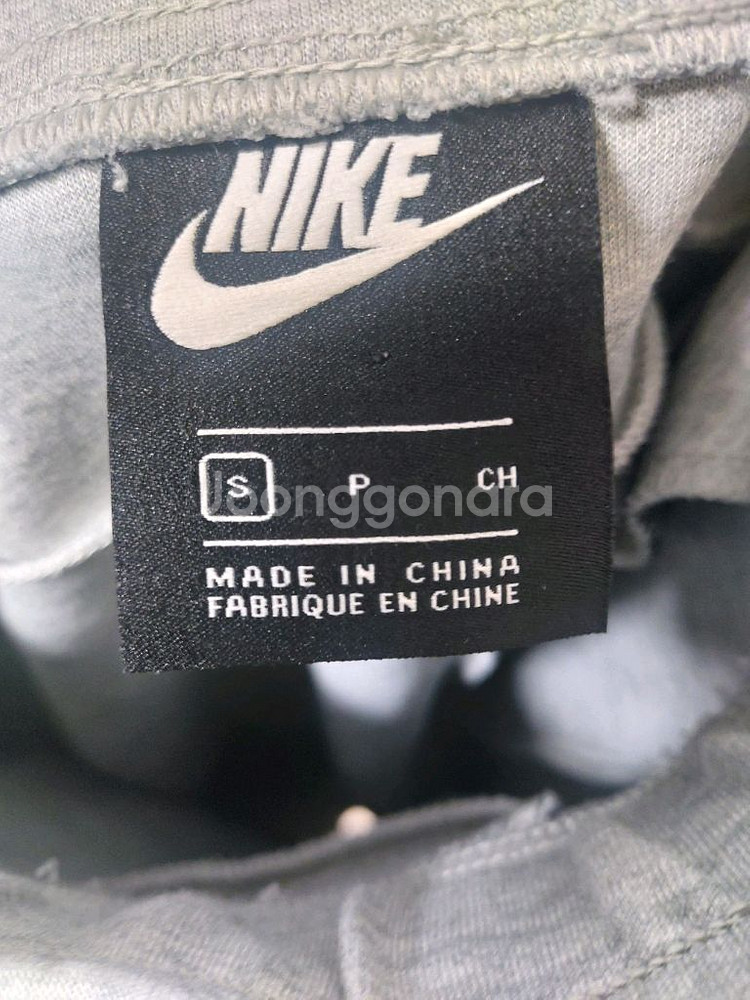 NIKE
S P CH
Joonggonara
MADE IN CHINA
FABRIQUE EN CHINE